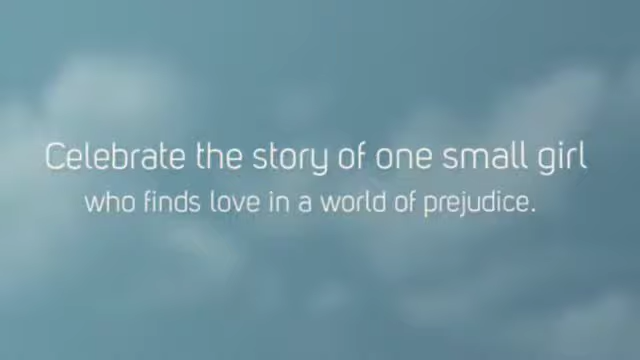 Celebrate the story of one small girl
who finds love in a world of prejudice.